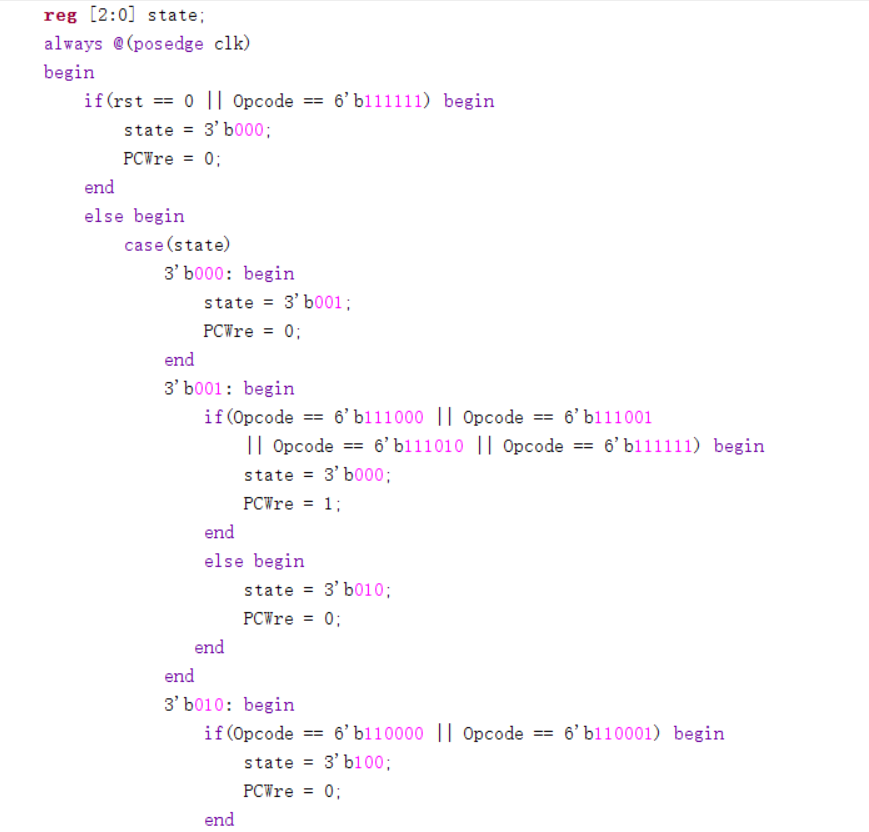 reg [2:0] state;
always @(posedge clk)
begin
    if(rst == 0 || Opcode == 6'b111111) begin
        state = 3'b000;
        PCWre = 0;
    end
    else begin
        case(state)
            3'b000: begin
                state = 3'b001;
                PCWre = 0;
            end
            3'b001: begin
                if(Opcode == 6'b111000 || Opcode == 6'b111001
                    || Opcode == 6'b111010 || Opcode == 6'b111111) begin
                    state = 3'b000;
                    PCWre = 1;
                end
                else begin
                    state = 3'b010;
                    PCWre = 0;
               end
            end
            3'b010: begin
                if(Opcode == 6'b110000 || Opcode == 6'b110001) begin
                    state = 3'b100;
                    PCWre = 0;
                end